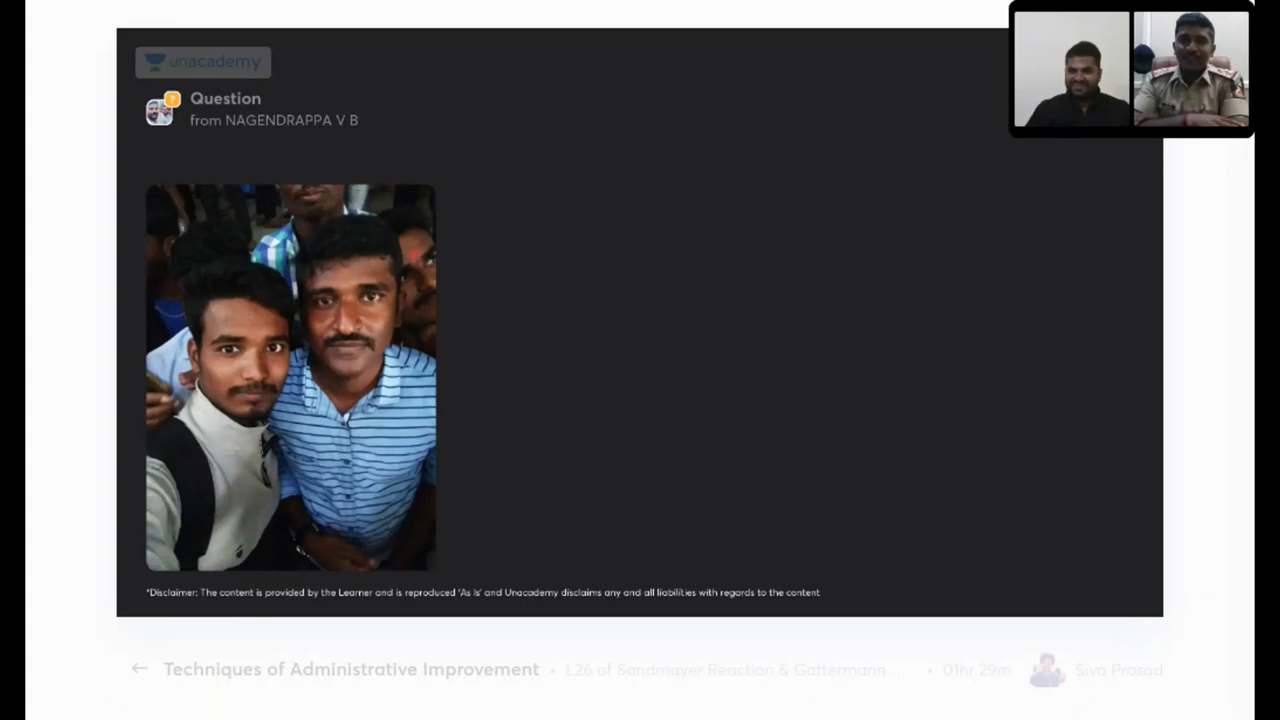 unacademy
Question
from NAGENDRAPPA V B
*Disclaimer: The content is provided by the Learner and is reproduced 'As Is' and Unacademy disclaims any and all liabilities with regards to the content
Techniques of Administrative Improvement • L26 of Sandmayer Reaction & Gattermann • 01hr 29m Siva Prasad